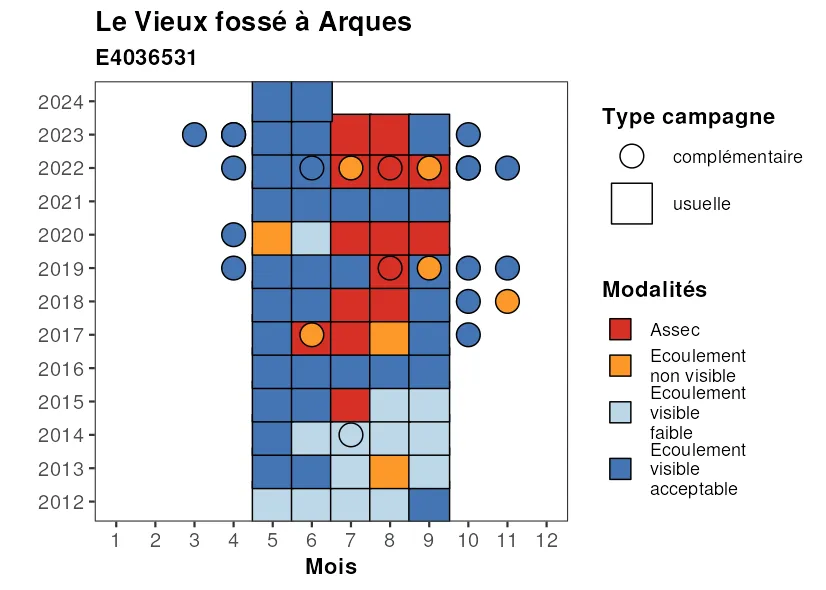 Le Vieux fossé à Arques
E4036531
2024
2023
2022
2021
2020
2019
2018
2017
2016
2015
2014
2013
2012
1 2 3 4 5 6 7 8 9 10 11 12
Mois
Type campagne
complémentaire
usuelle
Modalités
Assec
Ecoulement
non visible
Ecoulement
visible
faible
Ecoulement
visible
acceptable